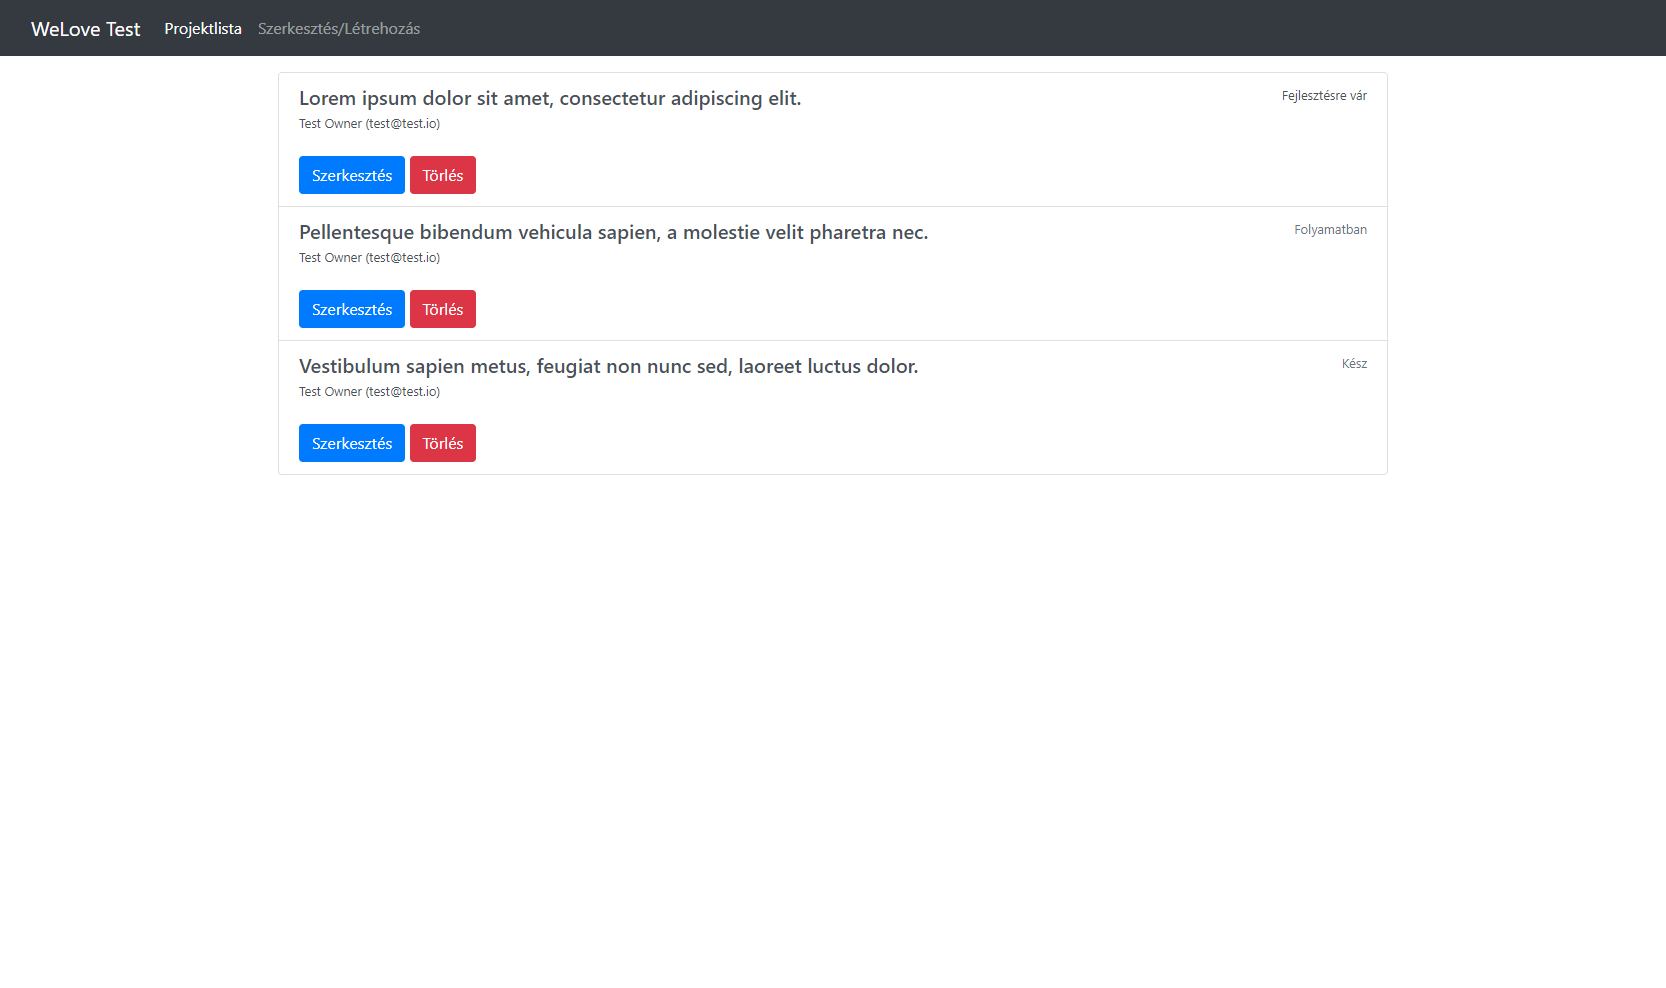 WeLove Test Projektlista Szerkesztés/Létrehozás
Lorem ipsum dolor sit amet, consectetur adipiscing elit. Fejlesztésre vár
Test Owner (test@test.io)
Szerkesztés Törlés
Pellentesque bibendum vehicula sapien, a molestie velit pharetra nec. Folyamatban
Test Owner (test@test.io)
Szerkesztés Törlés
Vestibulum sapien metus, feugiat non nunc sed, laoreet luctus dolor. Kész
Test Owner (test@test.io)
Szerkesztés Törlés